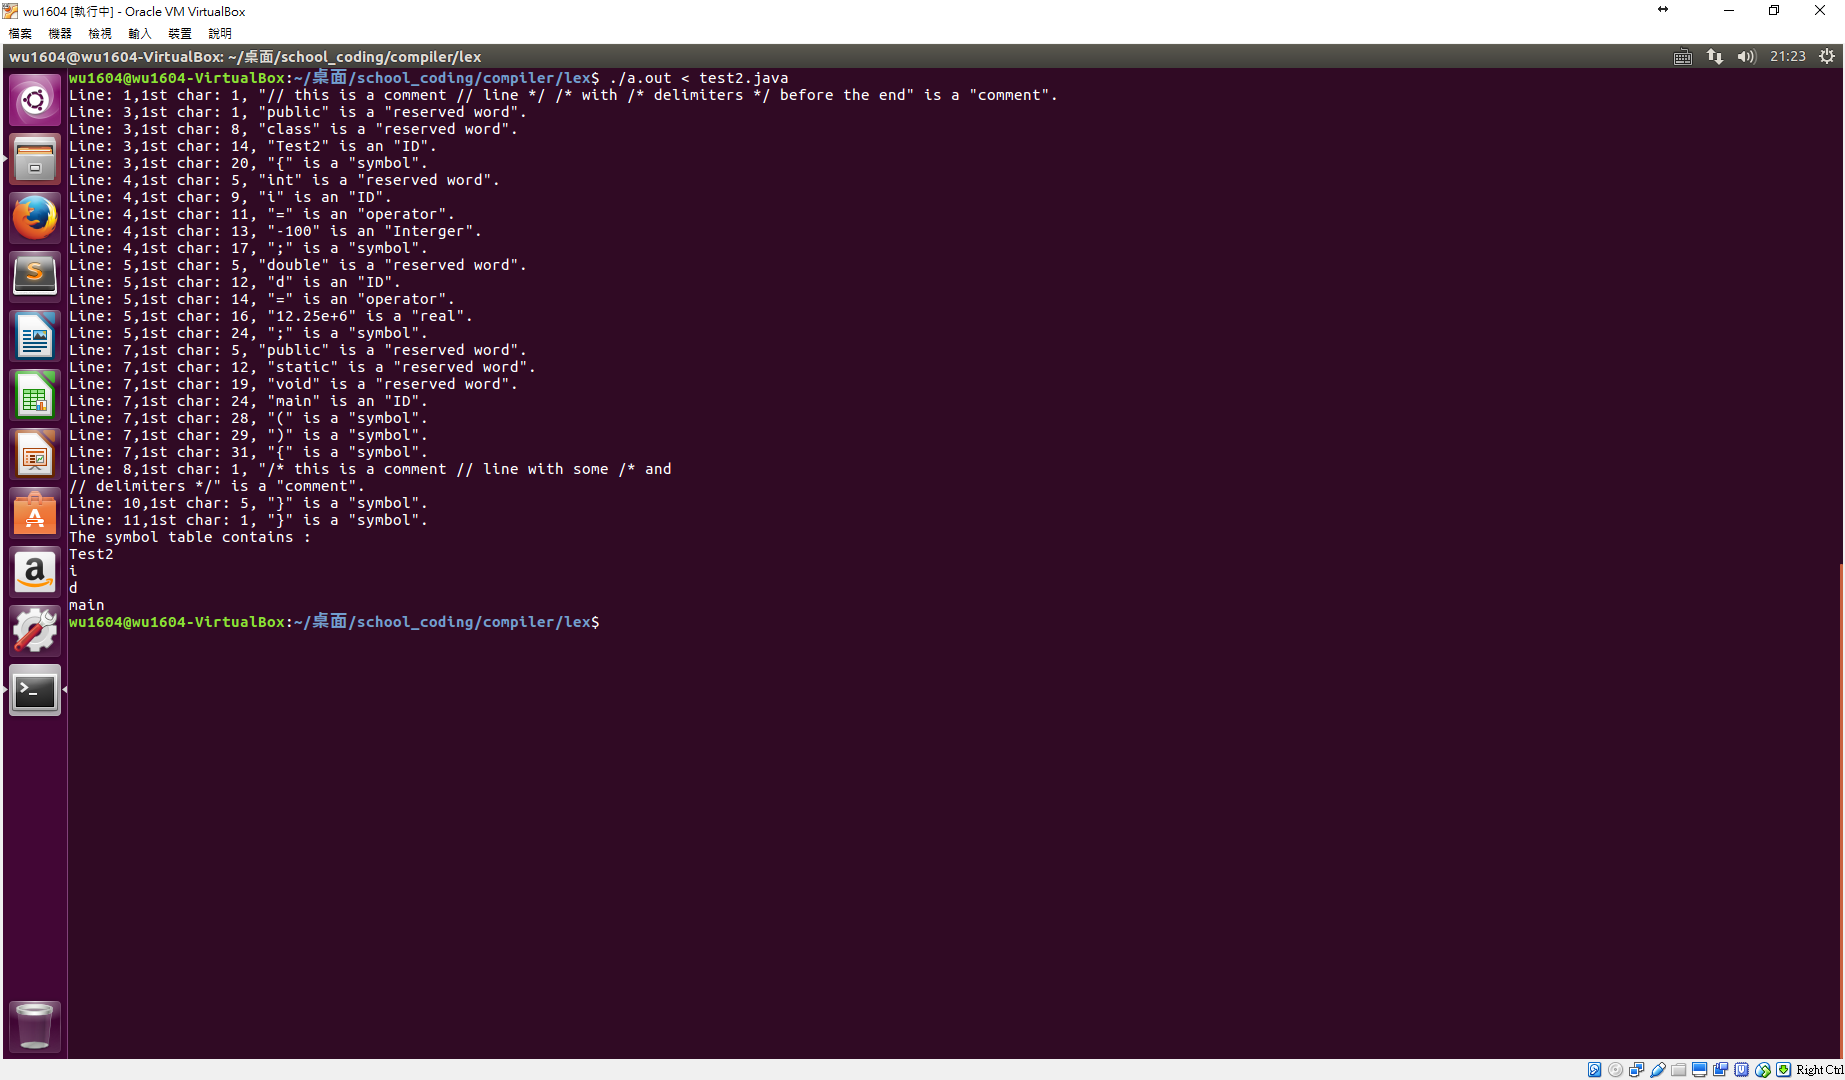 wu1604 [執行中] - Oracle VM VirtualBox
檔案 機器 檢視 輸入 裝置 說明
wu1604@wu1604-VirtualBox: ~/桌面/school_coding/compiler/lex 21:23
wu1604@wu1604-VirtualBox:~/桌面/school_coding/compiler/lex$ ./a.out < test2.java
Line: 1,1st char: 1, "// this is a comment // line */ /* with /* delimiters */ before the end" is a "comment".
Line: 3,1st char: 1, "public" is a "reserved word".
Line: 3,1st char: 8, "class" is a "reserved word".
Line: 3,1st char: 14, "Test2" is an "ID".
Line: 3,1st char: 20, "{" is a "symbol".
Line: 4,1st char: 5, "int" is a "reserved word".
Line: 4,1st char: 9, "i" is an "ID".
Line: 4,1st char: 11, "=" is an "operator".
Line: 4,1st char: 13, "-100" is an "Interger".
Line: 4,1st char: 17, ";" is a "symbol".
Line: 5,1st char: 5, "double" is a "reserved word".
Line: 5,1st char: 12, "d" is an "ID".
Line: 5,1st char: 14, "=" is an "operator".
Line: 5,1st char: 16, "12.25e+6" is a "real".
Line: 5,1st char: 24, ";" is a "symbol".
Line: 7,1st char: 5, "public" is a "reserved word".
Line: 7,1st char: 12, "static" is a "reserved word".
Line: 7,1st char: 19, "void" is a "reserved word".
Line: 7,1st char: 24, "main" is an "ID".
Line: 7,1st char: 28, "(" is a "symbol".
Line: 7,1st char: 29, ")" is a "symbol".
Line: 7,1st char: 31, "{" is a "symbol".
Line: 8,1st char: 1, "/* this is a comment // line with some /* and
// delimiters */" is a "comment".
Line: 10,1st char: 5, "}" is a "symbol".
Line: 11,1st char: 1, "}" is a "symbol".
The symbol table contains :
Test2
i
d
main
wu1604@wu1604-VirtualBox:~/桌面/school_coding/compiler/lex$
Right Ctrl